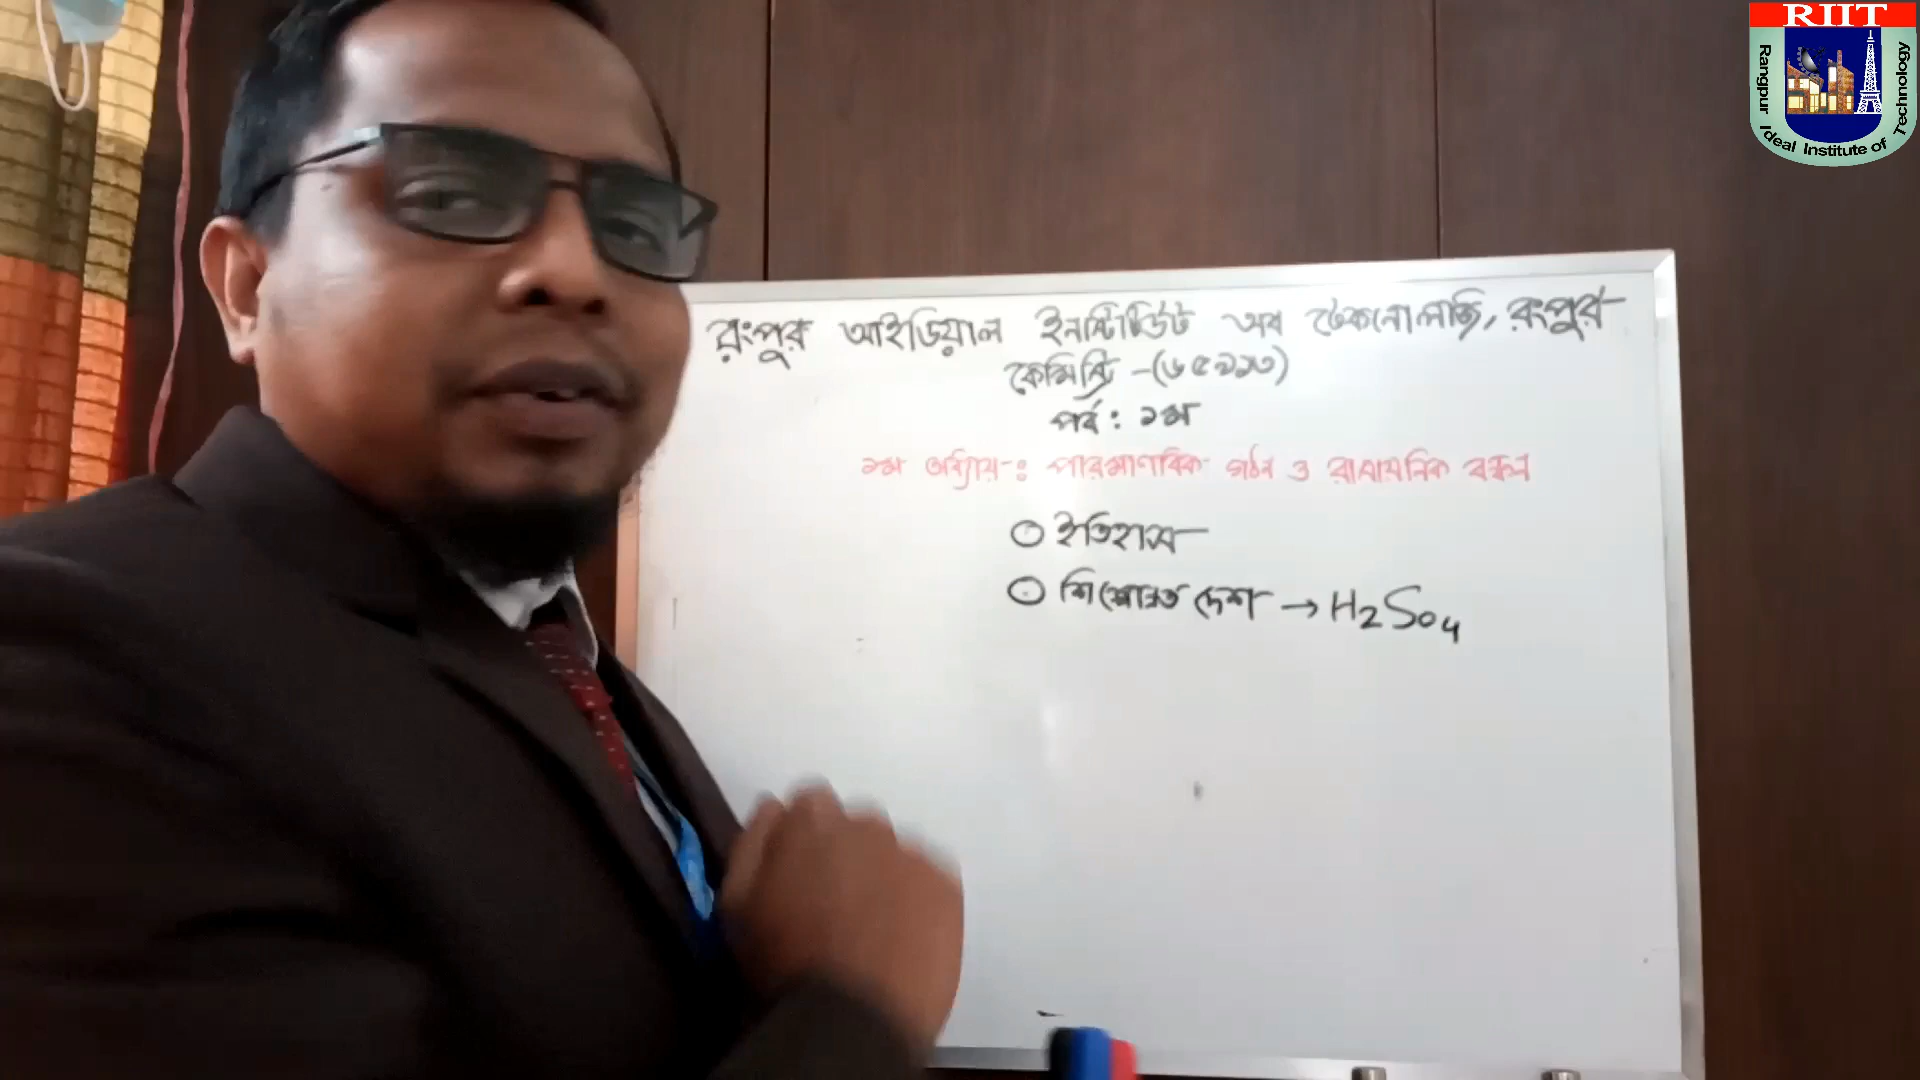 RIIT
Rangpur Ideal Institute of Technology
রংপুর আইডিয়াল ইনস্টিটিউট অব টেকনোলজি, রংপুর
কেমিস্ট্রি -(৬৫৯১৩)
পর্ব : ১ম
১ম অধ্যায় : পারমাণবিক গঠন ও রাসায়নিক বন্ধন
ইতিহাস
শিল্পোন্নত দেশ → H2SO4